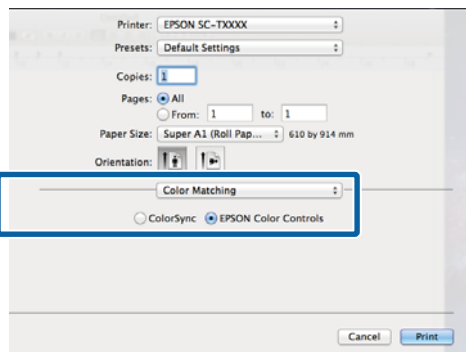 Printer: EPSON SC-TXXXX
Presets: Default Settings
Copies: 1
Pages: All
From: 1 to: 1
Paper Size: Super A1 (Roll Pap... 610 by 914 mm
Orientation:
Color Matching
ColorSync EPSON Color Controls
Cancel Print